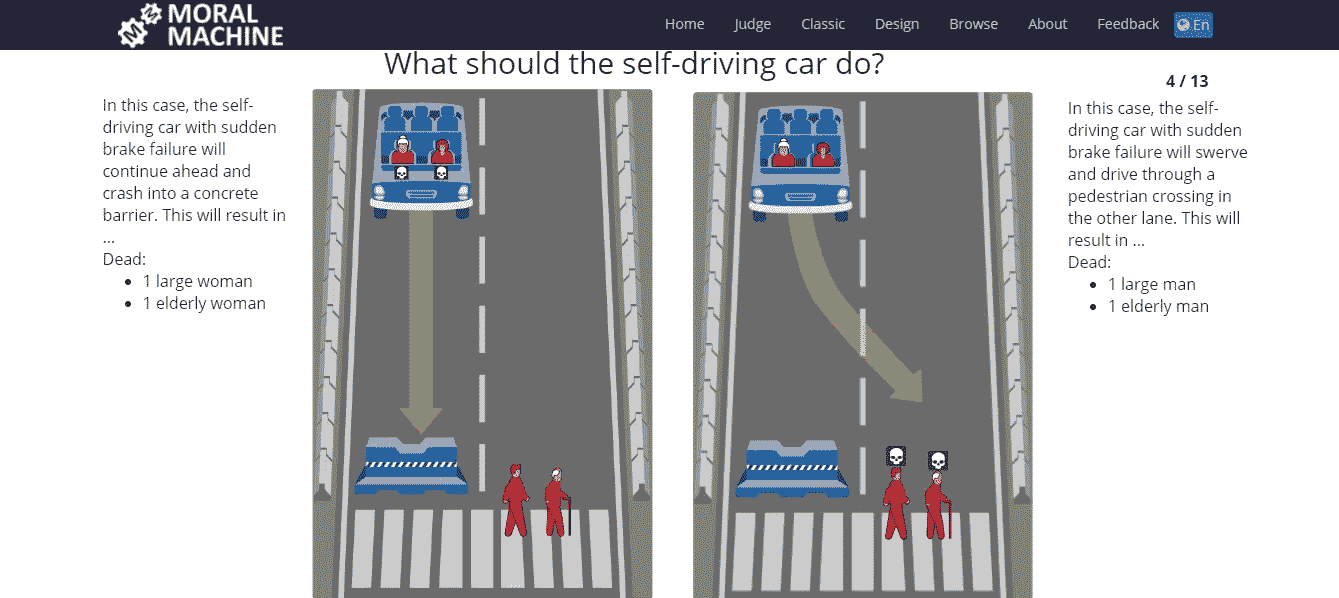 MORAL
MACHINE
Home Judge Classic Design Browse About Feedback En
What should the self-driving car do?
4 / 13
In this case, the self-
driving car with sudden
brake failure will
continue ahead and
crash into a concrete
barrier. This will result in
...
Dead:
• 1 large woman
• 1 elderly woman
In this case, the self-
driving car with sudden
brake failure will swerve
and drive through a
pedestrian crossing in
the other lane. This will
result in ...
Dead:
• 1 large man
• 1 elderly man